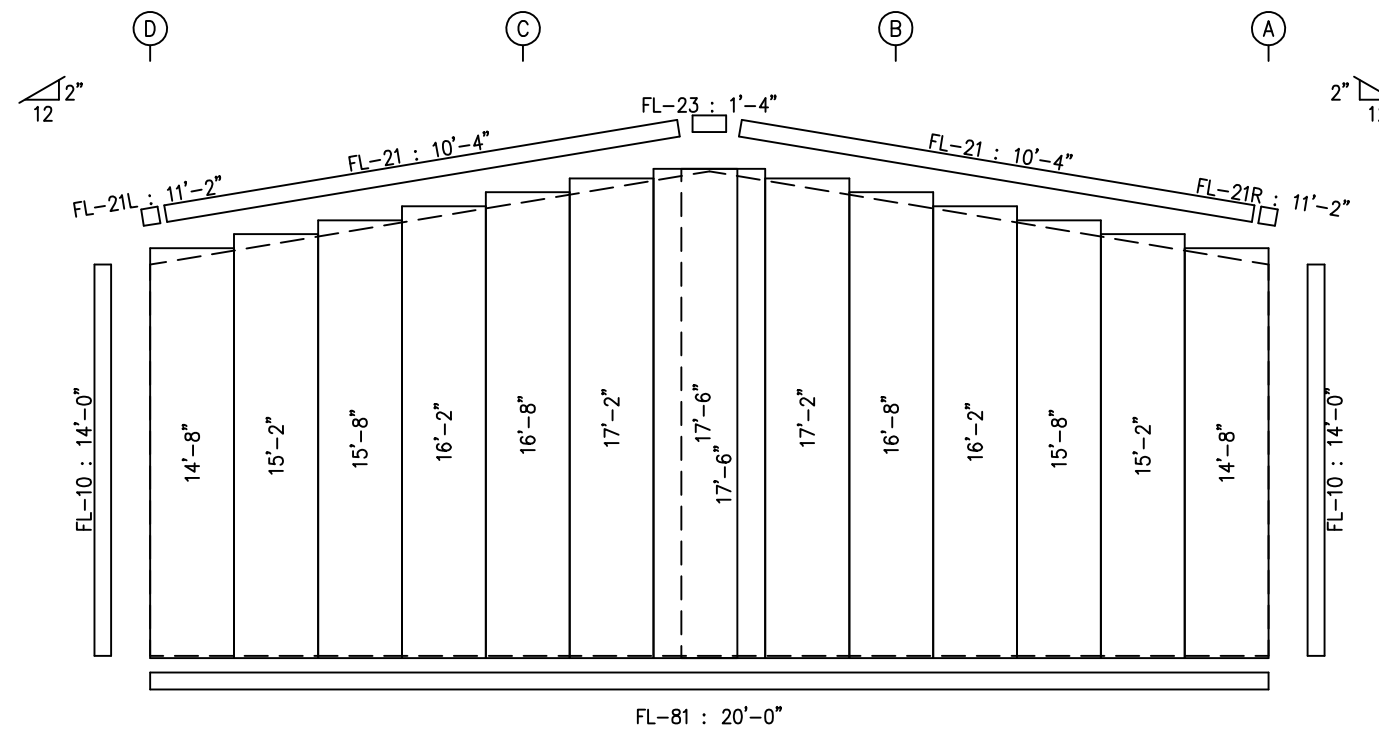 D
C
B
A
2"
12
2"
FL-23 : 1'-4"
FL-21 : 10'-4"
FL-21 : 10'-4"
FL-21L : 11'-2"
FL-21R : 11'-2"
FL-10 : 14'-0"
14'-8"
15'-2"
15'-8"
16'-2"
16'-8"
17'-2"
17'-6"
17'-6"
17'-2"
16'-8"
16'-2"
15'-8"
15'-2"
14'-8"
FL-10 : 14'-0"
FL-81 : 20'-0"